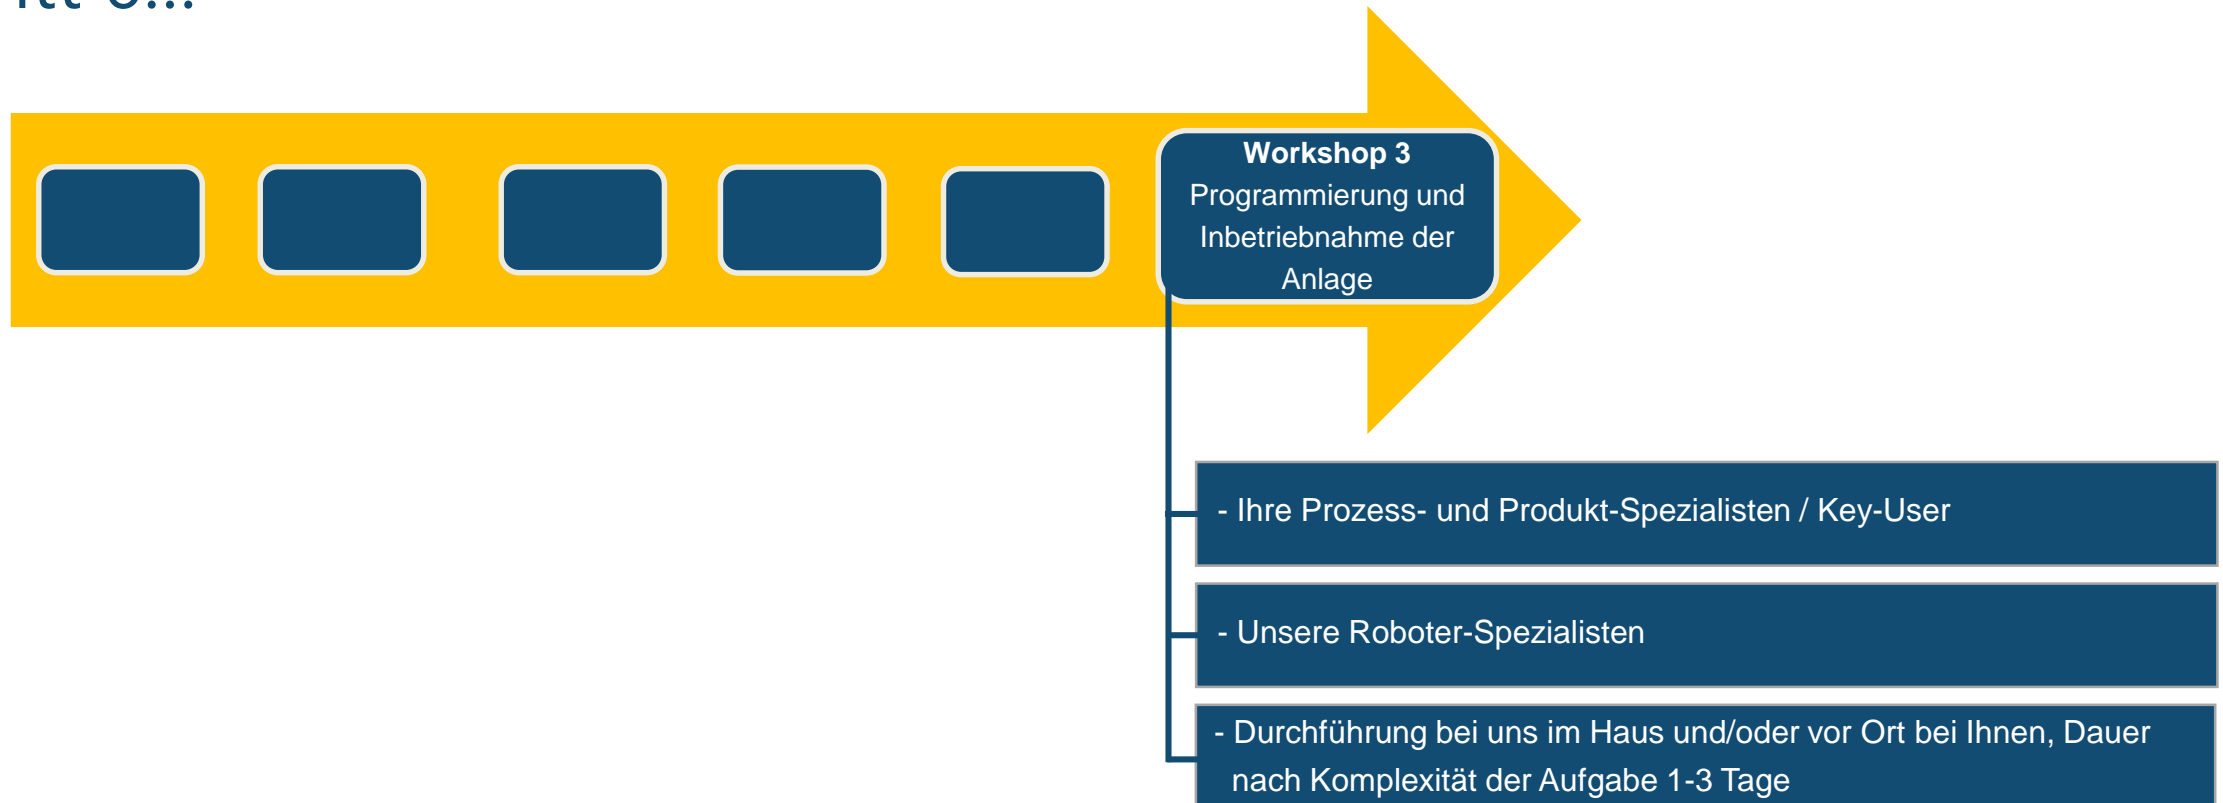 Workshop 3
Programmierung und
Inbetriebnahme der
Anlage
- Ihre Prozess- und Produkt-Spezialisten / Key-User
- Unsere Roboter-Spezialisten
- Durchführung bei uns im Haus und/oder vor Ort bei Ihnen, Dauer
nach Komplexität der Aufgabe 1-3 Tage